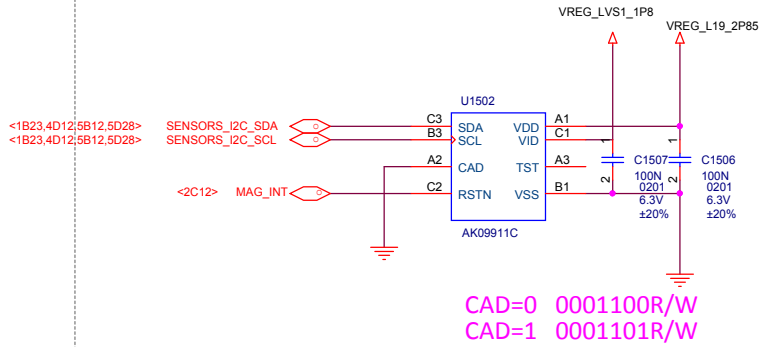 VREG_LVS1_1P8
VREG_L19_2P85
U1502
<1B23,4D12,5B12,5D28> SENSORS_I2C_SDA C3 SDA VDD A1
<1B23,4D12,5B12,5D28> SENSORS_I2C_SCL B3 SCL VID C1
A2 CAD TST A3
<2C12> MAG_INT C2 RSTN VSS B1
1 1
C1507 C1506
100N 100N
2 0201 2 0201
6.3V 6.3V
±20% ±20%
AK09911C
CAD=0 0001100R/W
CAD=1 0001101R/W